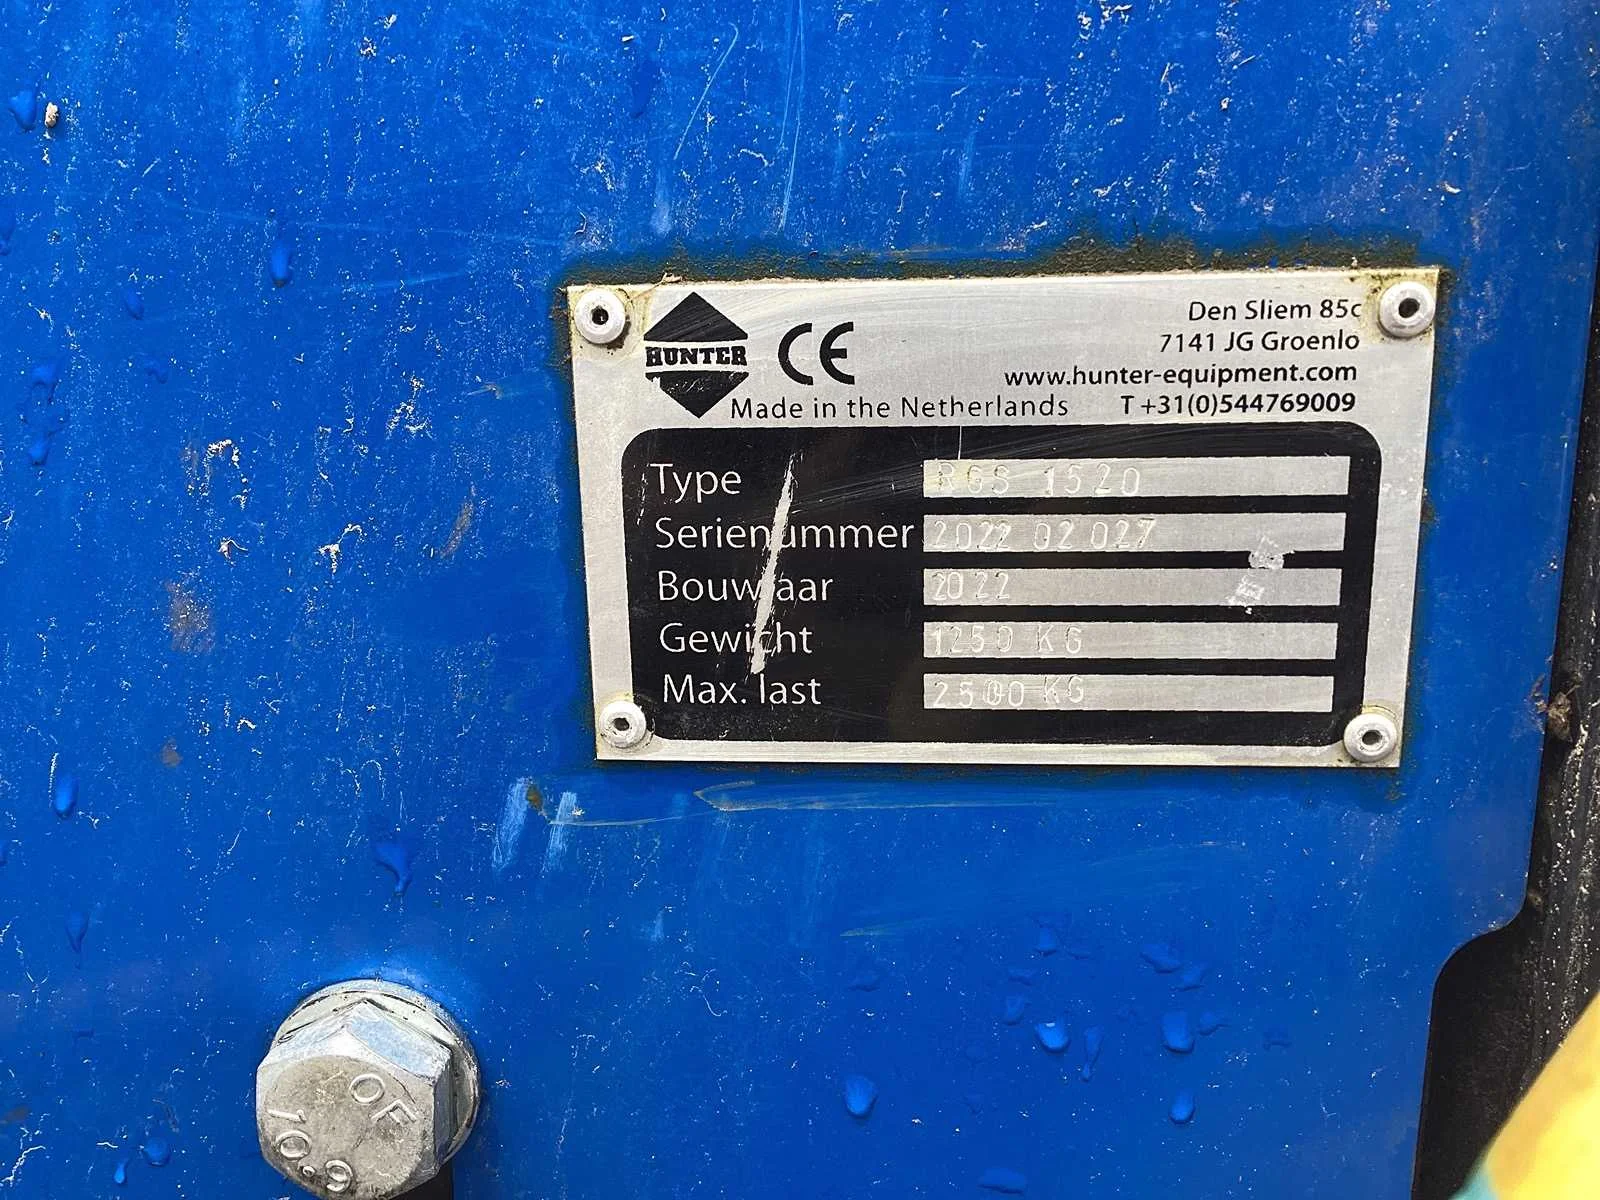 HUNTER
CE
Den Sliem 85c
7141 JG Groenlo
www.hunter-equipment.com
Made in the Netherlands T +31(0)544769009
Type RGS 1520
Serienummer 2022 02 027
Bouwjaar 2022
Gewicht 1250 KG
Max. last 2500 KG
OF
10.9